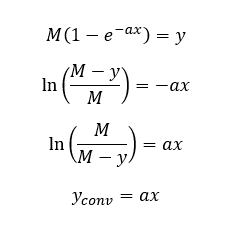 M(1 − e^{−ax}) = y
ln((M − y)/M) = −ax
ln(M/(M − y)) = ax
y_{conv} = ax